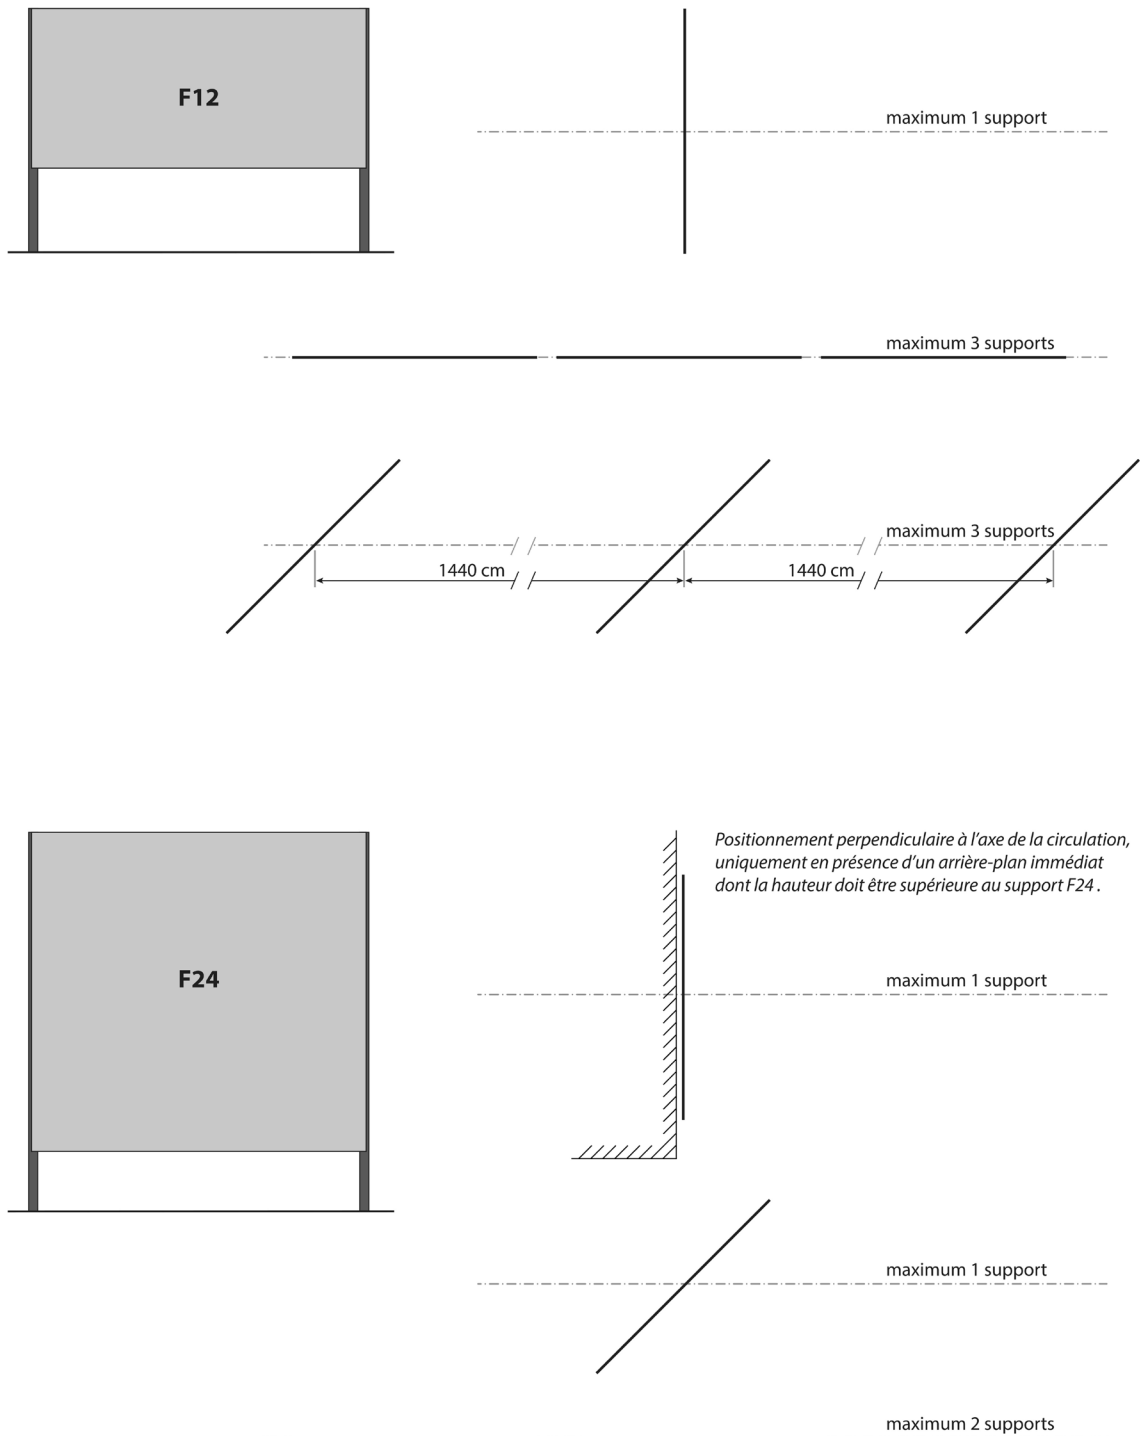 F12
maximum 1 support
maximum 3 supports
maximum 3 supports
1440 cm
1440 cm
Positionnement perpendiculaire à l’axe de la circulation,
uniquement en présence d’un arrière-plan immédiat
dont la hauteur doit être supérieure au support F24 .
F24
maximum 1 support
maximum 1 support
maximum 2 supports